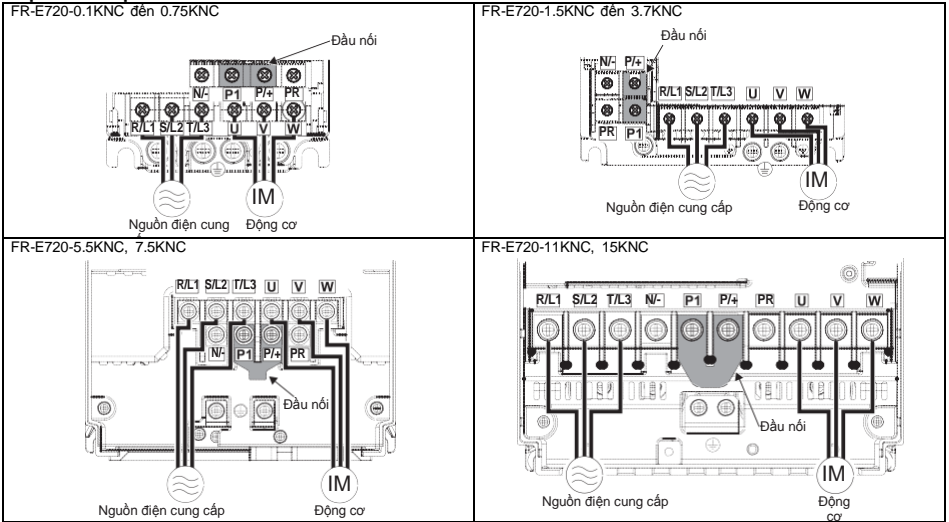 FR-E720-0.1KNC đến 0.75KNC
Đầu nối
N/- P1 P/+ PR
R/L1 S/L2 T/L3 U V W
IM
Nguồn điện cung
Động cơ
FR-E720-1.5KNC đến 3.7KNC
Đầu nối
N/- P/+
R/L1 S/L2 T/L3 U V W
PR P1
IM
Nguồn điện cung cấp
Động cơ
FR-E720-5.5KNC, 7.5KNC
R/L1 S/L2 T/L3 U V W
N/- P1 P/+ PR
Đầu nối
IM
Nguồn điện cung cấp
Động cơ
FR-E720-11KNC, 15KNC
R/L1 S/L2 T/L3 N/- P1 P/+ PR U V W
Đầu nối
IM
Nguồn điện cung cấp
Động
cơ